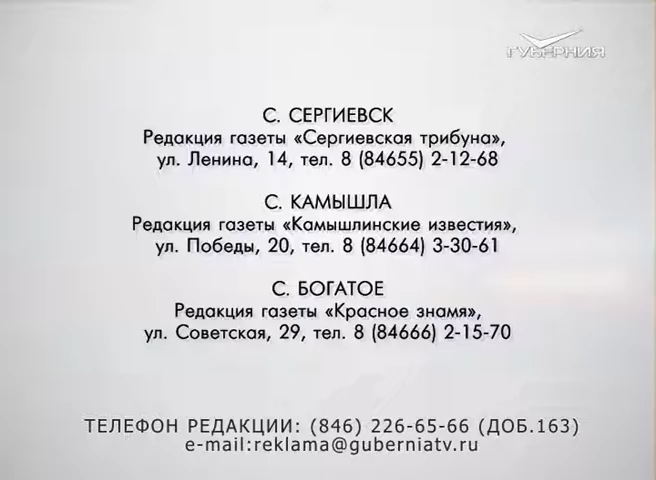 ГУБЕРНИЯ
С. СЕРГИЕВСК
Редакция газеты «Сергиевская трибуна»,
ул. Ленина, 14, тел. 8 (84655) 2-12-68
С. КАМЫШЛА
Редакция газеты «Камышлинские известия»,
ул. Победы, 20, тел. 8 (84664) 3-30-61
С. БОГАТОЕ
Редакция газеты «Красное знамя»,
ул. Советская, 29, тел. 8 (84666) 2-15-70
ТЕЛЕФОН РЕДАКЦИИ: (846) 226-65-66 (ДОБ.163)
e-mail:reklama@guberniatv.ru